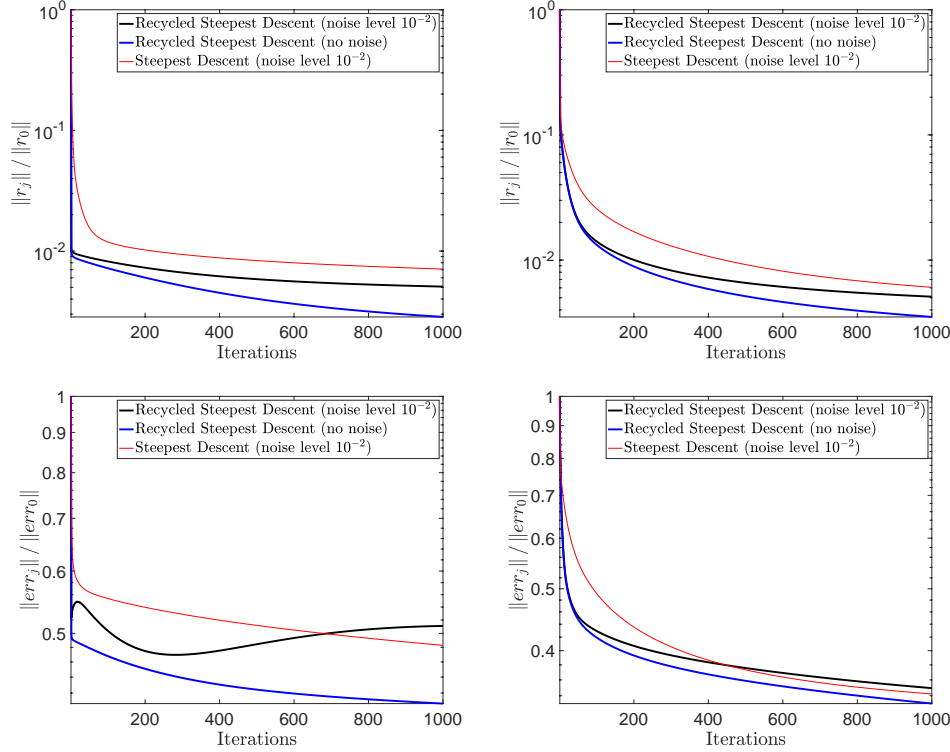 10^0
10^{-1}
10^{-2}
||r_j|| / ||r_0||
Recycled Steepest Descent (noise level 10^{-2})
Recycled Steepest Descent (no noise)
Steepest Descent (noise level 10^{-2})
200 400 600 800 1000
Iterations
10^0
10^{-1}
10^{-2}
||r_j|| / ||r_0||
Recycled Steepest Descent (noise level 10^{-2})
Recycled Steepest Descent (no noise)
Steepest Descent (noise level 10^{-2})
200 400 600 800 1000
Iterations
1
0.9
0.8
0.7
0.6
0.5
||err_j|| / ||err_0||
Recycled Steepest Descent (noise level 10^{-2})
Recycled Steepest Descent (no noise)
Steepest Descent (noise level 10^{-2})
200 400 600 800 1000
Iterations
1
0.9
0.8
0.7
0.6
0.5
0.4
||err_j|| / ||err_0||
Recycled Steepest Descent (noise level 10^{-2})
Recycled Steepest Descent (no noise)
Steepest Descent (noise level 10^{-2})
200 400 600 800 1000
Iterations